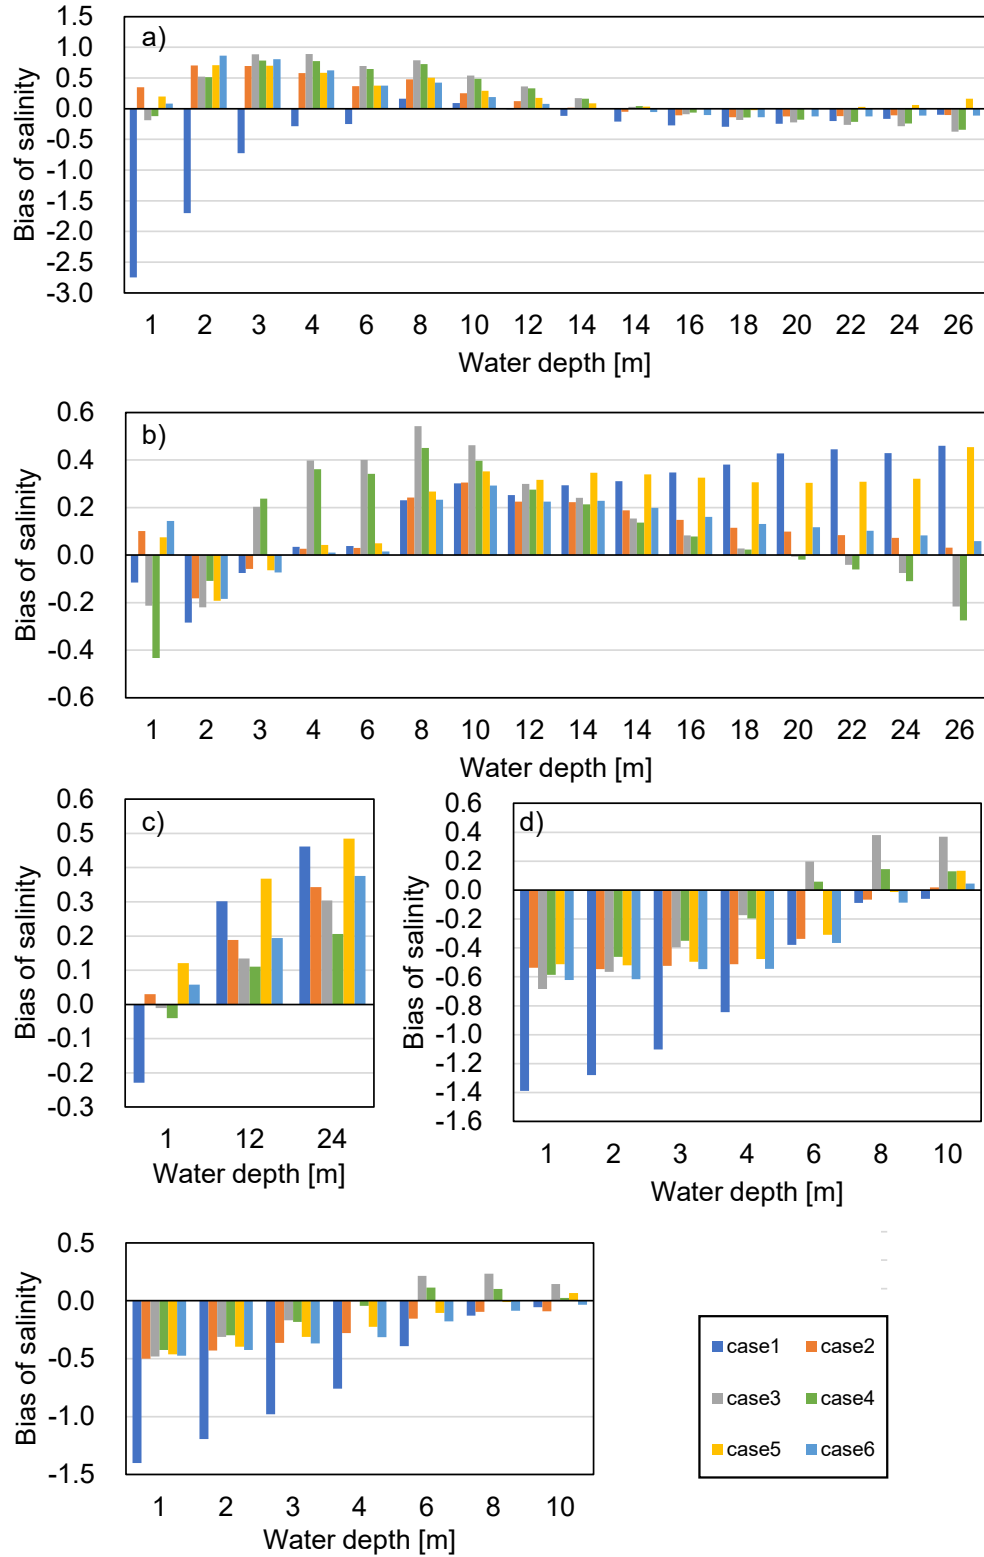 a)
1.5
1.0
0.5
0.0
-0.5
-1.0
-1.5
-2.0
-2.5
-3.0
Bias of salinity
1 2 3 4 6 8 10 12 14 14 16 18 20 22 24 26
Water depth [m]
b)
0.6
0.4
0.2
0.0
-0.2
-0.4
-0.6
Bias of salinity
1 2 3 4 6 8 10 12 14 14 16 18 20 22 24 26
Water depth [m]
c)
0.6
0.5
0.4
0.3
0.2
0.1
0.0
-0.1
-0.2
-0.3
Bias of salinity
1 12 24
Water depth [m]
d)
0.6
0.4
0.2
0.0
-0.2
-0.4
-0.6
-0.8
-1.0
-1.2
-1.4
-1.6
Bias of salinity
1 2 3 4 6 8 10
Water depth [m]
0.5
0.0
-0.5
-1.0
-1.5
Bias of salinity
1 2 3 4 6 8 10
Water depth [m]
case1 case2
case3 case4
case5 case6